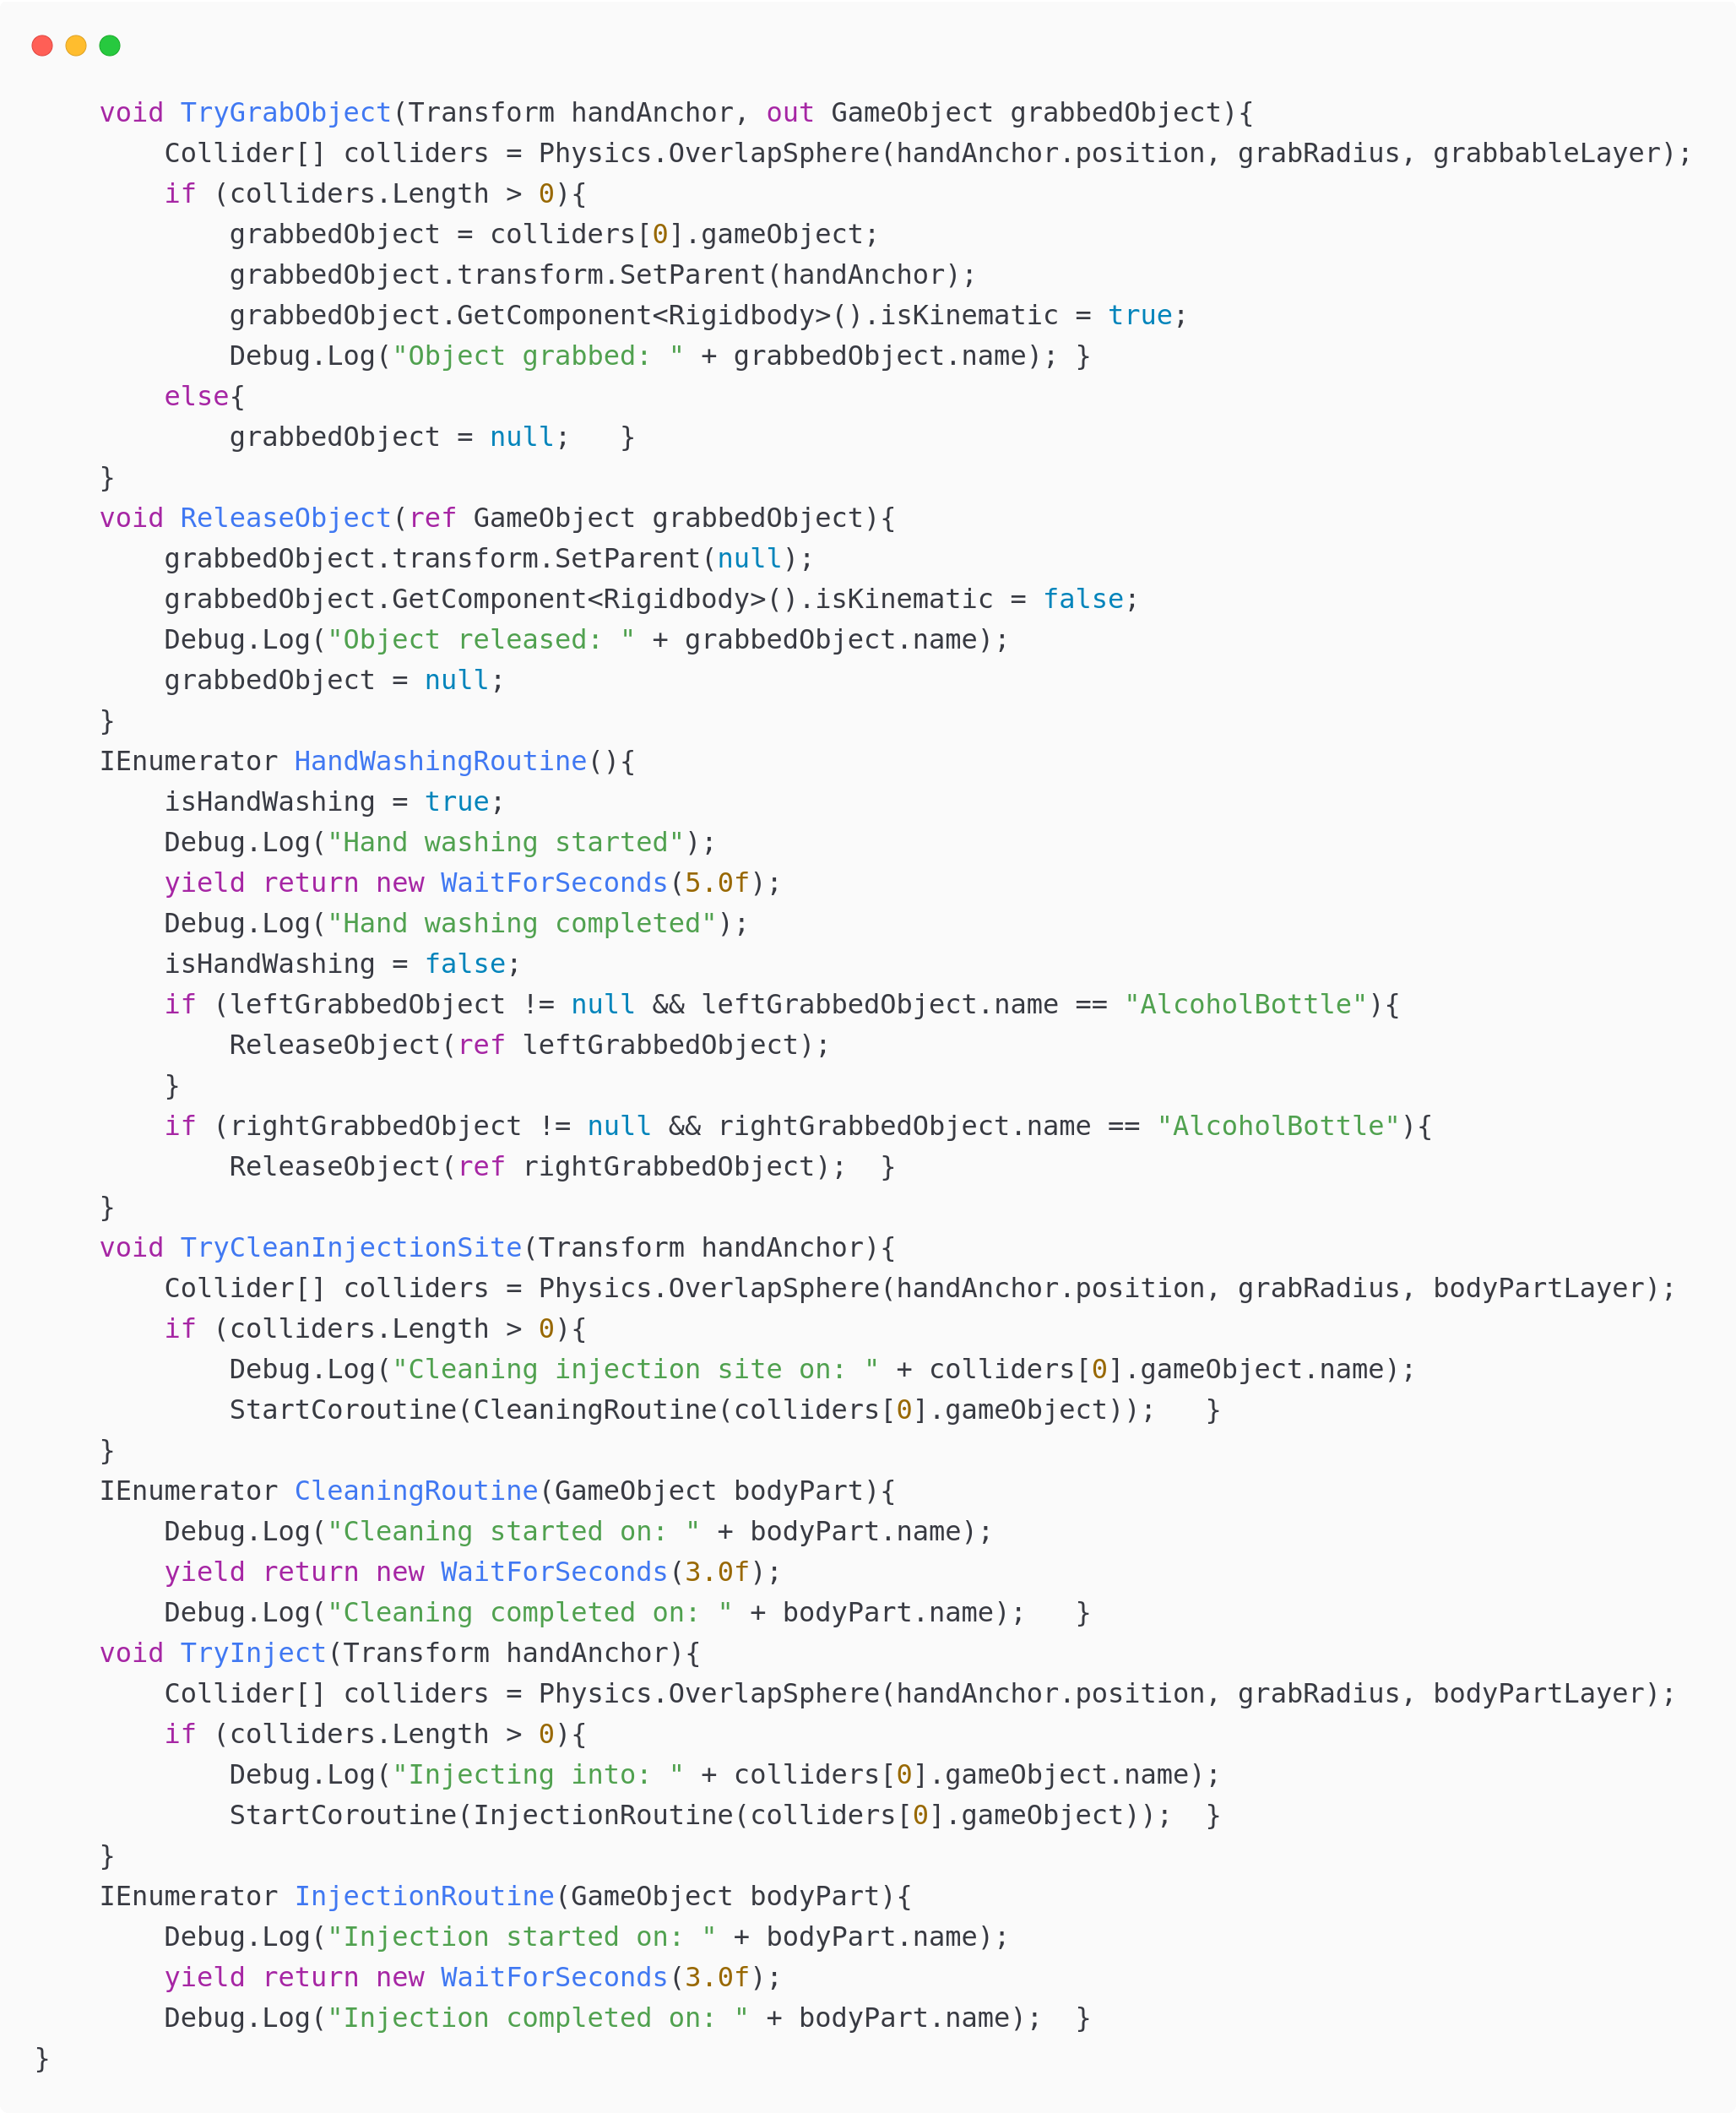 void TryGrabObject(Transform handAnchor, out GameObject grabbedObject){
Collider[] colliders = Physics.OverlapSphere(handAnchor.position, grabRadius, grabbableLayer);
if (colliders.Length > 0){
grabbedObject = colliders[0].gameObject;
grabbedObject.transform.SetParent(handAnchor);
grabbedObject.GetComponent<Rigidbody>().isKinematic = true;
Debug.Log("Object grabbed: " + grabbedObject.name); }
else{
grabbedObject = null;   }
}
void ReleaseObject(ref GameObject grabbedObject){
grabbedObject.transform.SetParent(null);
grabbedObject.GetComponent<Rigidbody>().isKinematic = false;
Debug.Log("Object released: " + grabbedObject.name);
grabbedObject = null;
}
IEnumerator HandWashingRoutine(){
isHandWashing = true;
Debug.Log("Hand washing started");
yield return new WaitForSeconds(5.0f);
Debug.Log("Hand washing completed");
isHandWashing = false;
if (leftGrabbedObject != null && leftGrabbedObject.name == "AlcoholBottle"){
ReleaseObject(ref leftGrabbedObject);
}
if (rightGrabbedObject != null && rightGrabbedObject.name == "AlcoholBottle"){
ReleaseObject(ref rightGrabbedObject);  }
}
void TryCleanInjectionSite(Transform handAnchor){
Collider[] colliders = Physics.OverlapSphere(handAnchor.position, grabRadius, bodyPartLayer);
if (colliders.Length > 0){
Debug.Log("Cleaning injection site on: " + colliders[0].gameObject.name);
StartCoroutine(CleaningRoutine(colliders[0].gameObject));   }
}
IEnumerator CleaningRoutine(GameObject bodyPart){
Debug.Log("Cleaning started on: " + bodyPart.name);
yield return new WaitForSeconds(3.0f);
Debug.Log("Cleaning completed on: " + bodyPart.name);   }
void TryInject(Transform handAnchor){
Collider[] colliders = Physics.OverlapSphere(handAnchor.position, grabRadius, bodyPartLayer);
if (colliders.Length > 0){
Debug.Log("Injecting into: " + colliders[0].gameObject.name);
StartCoroutine(InjectionRoutine(colliders[0].gameObject));  }
}
IEnumerator InjectionRoutine(GameObject bodyPart){
Debug.Log("Injection started on: " + bodyPart.name);
yield return new WaitForSeconds(3.0f);
Debug.Log("Injection completed on: " + bodyPart.name);  }
}